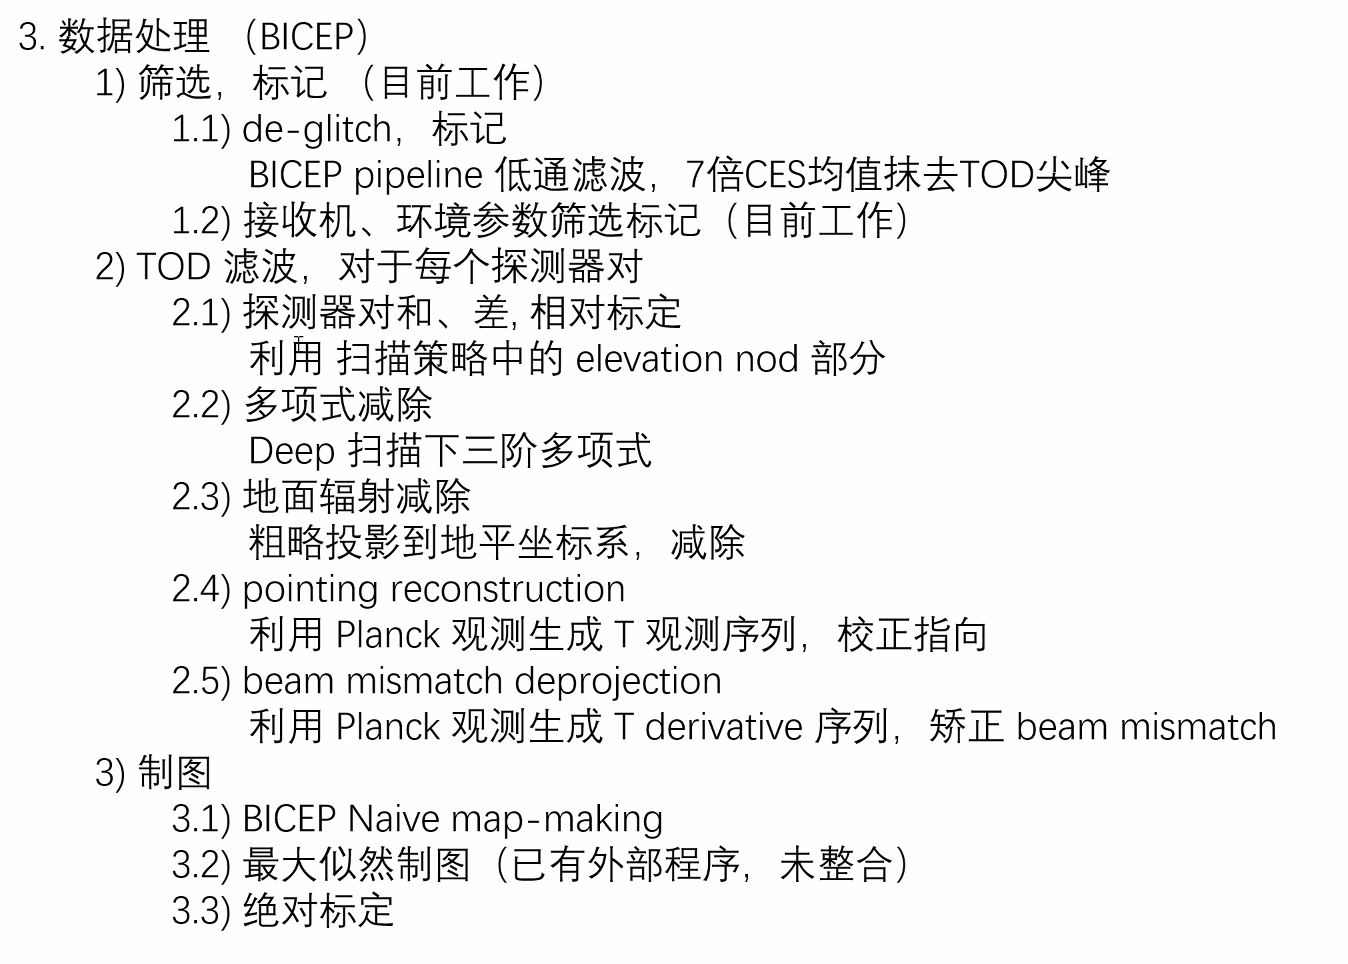 3. 数据处理 （BICEP）
1) 筛选，标记 （目前工作）
1.1) de-glitch，标记
BICEP pipeline 低通滤波，7倍CES均值抹去TOD尖峰
1.2) 接收机、环境参数筛选标记（目前工作）
2) TOD 滤波，对于每个探测器对
2.1) 探测器对和、差, 相对标定
利用 扫描策略中的 elevation nod 部分
2.2) 多项式减除
Deep 扫描下三阶多项式
2.3) 地面辐射减除
粗略投影到地平坐标系，减除
2.4) pointing reconstruction
利用 Planck 观测生成 T 观测序列，校正指向
2.5) beam mismatch deprojection
利用 Planck 观测生成 T derivative 序列，矫正 beam mismatch
3) 制图
3.1) BICEP Naive map-making
3.2) 最大似然制图（已有外部程序，未整合）
3.3) 绝对标定